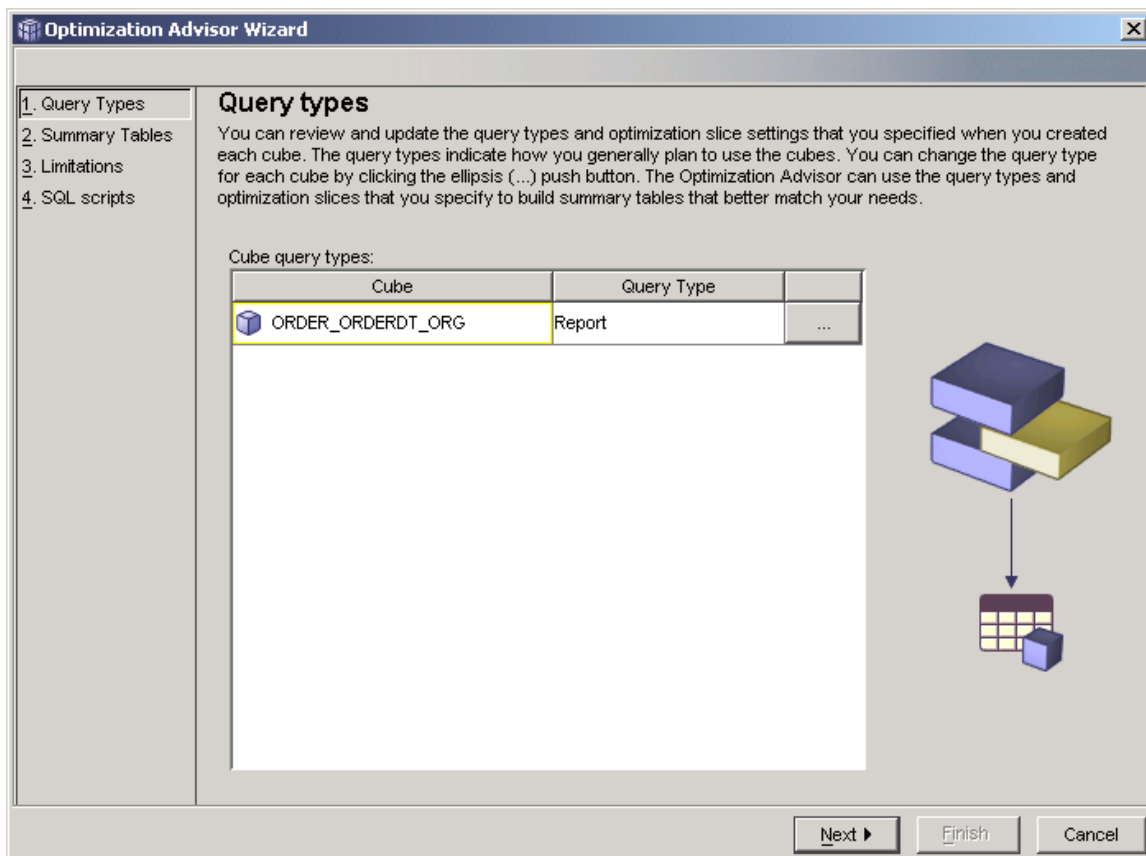 Optimization Advisor Wizard
1. Query Types
2. Summary Tables
3. Limitations
4. SQL scripts
Query types
You can review and update the query types and optimization slice settings that you specified when you created
each cube. The query types indicate how you generally plan to use the cubes. You can change the query type
for each cube by clicking the ellipsis (...) push button. The Optimization Advisor can use the query types and
optimization slices that you specify to build summary tables that better match your needs.
Cube query types:
Cube Query Type
ORDER_ORDERDT_ORG Report ...
Next Finish Cancel